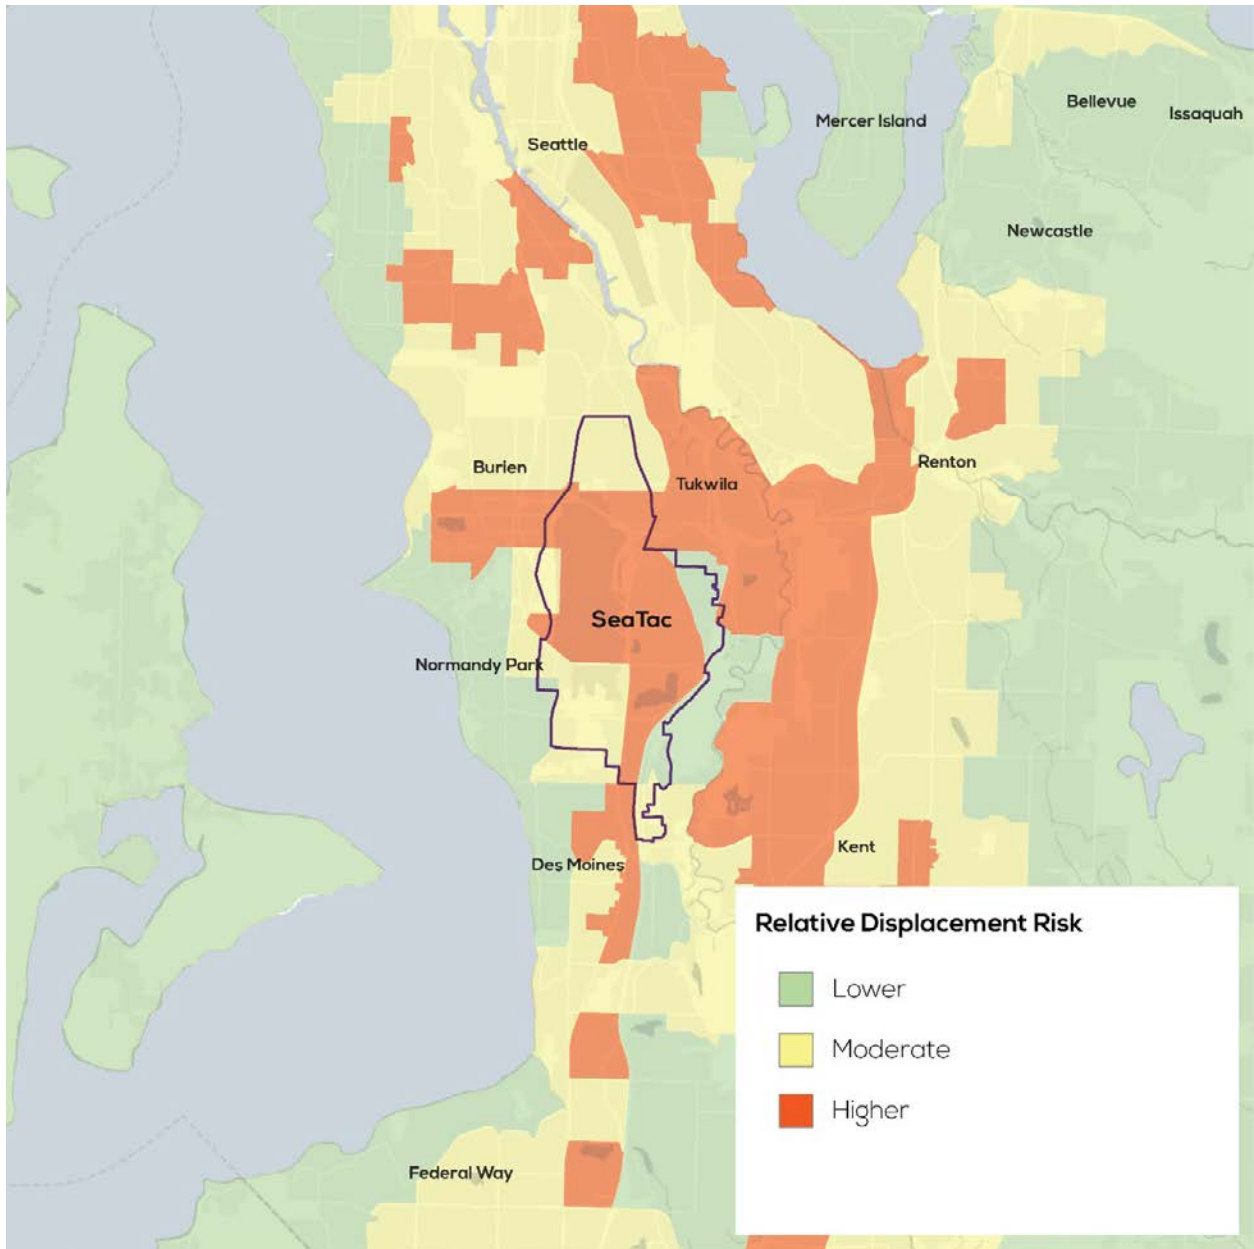 Bellevue
Issaquah
Mercer Island
Seattle
Newcastle
Burien
Renton
Tukwila
SeaTac
Normandy Park
Kent
Des Moines
Federal Way
Relative Displacement Risk
Lower
Moderate
Higher